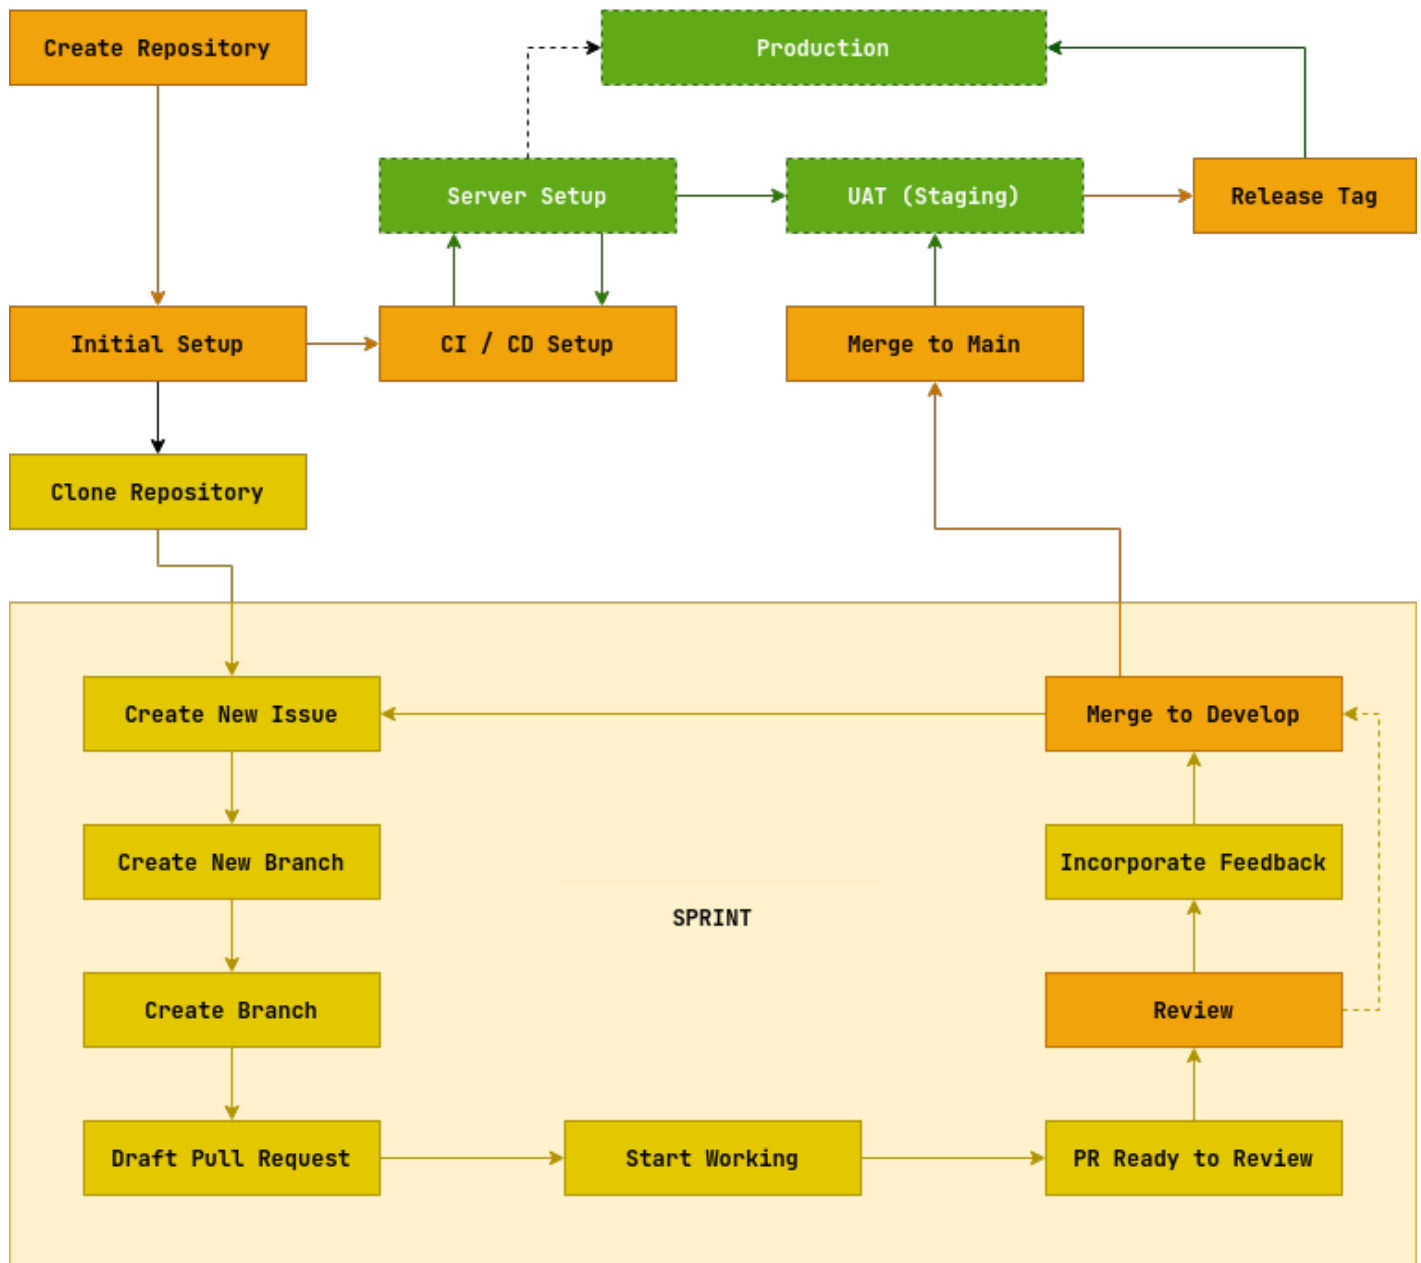 Create Repository
Production
Server Setup
UAT (Staging)
Release Tag
Initial Setup
CI / CD Setup
Merge to Main
Clone Repository
Create New Issue
Merge to Develop
Create New Branch
Incorporate Feedback
SPRINT
Create Branch
Review
Draft Pull Request
Start Working
PR Ready to Review